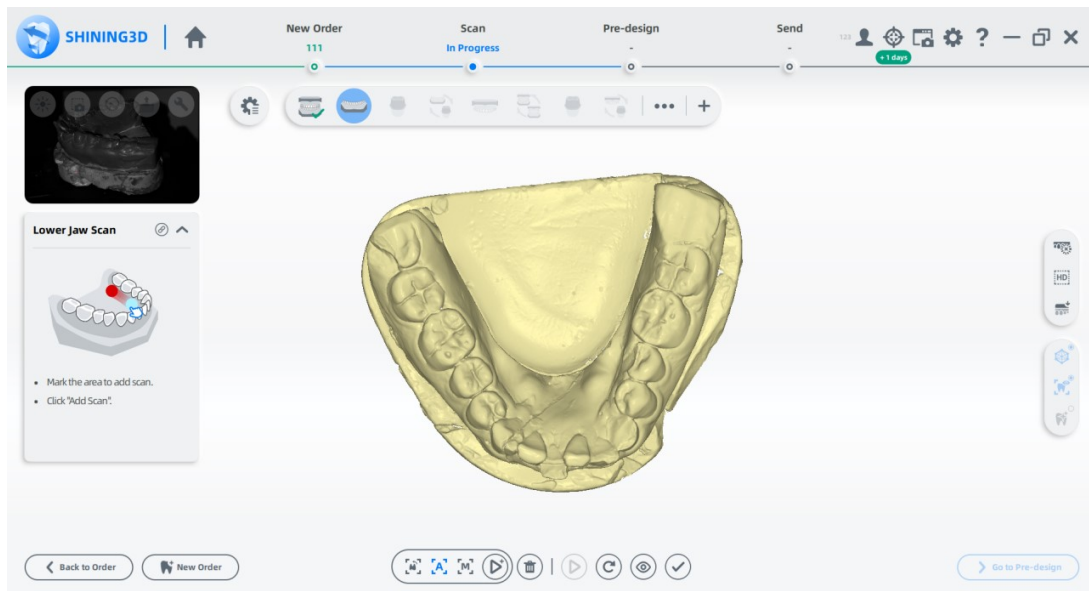 SHINING3D
New Order
111
Scan
In Progress
Pre-design
-
Send
-
123
+ 1 days
Lower Jaw Scan
• Mark the area to add scan.
• Click "Add Scan".
HD
Back to Order
New Order
A
M
Go to Pre-design